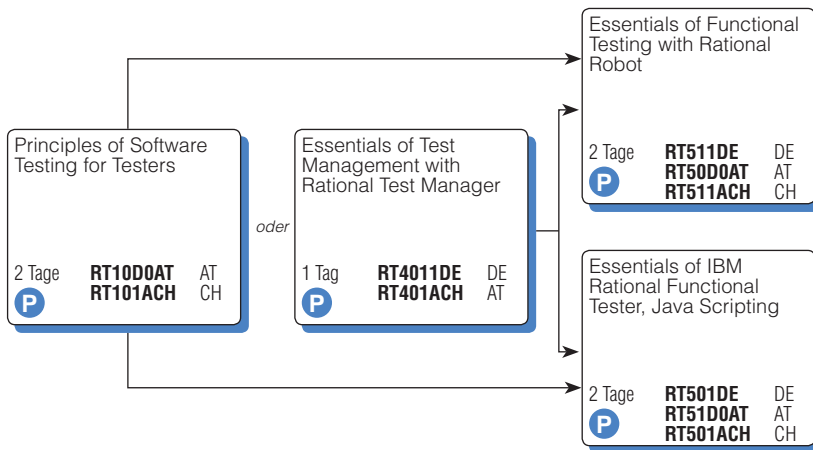 Principles of Software
Testing for Testers
2 Tage RT10D0AT AT
RT101ACH CH
P
oder
Essentials of Test
Management with
Rational Test Manager
1 Tag RT4011DE DE
RT401ACH AT
P
Essentials of Functional
Testing with Rational
Robot
2 Tage RT511DE DE
RT50D0AT AT
RT511ACH CH
P
Essentials of IBM
Rational Functional
Tester, Java Scripting
2 Tage RT501DE DE
RT51D0AT AT
RT501ACH CH
P